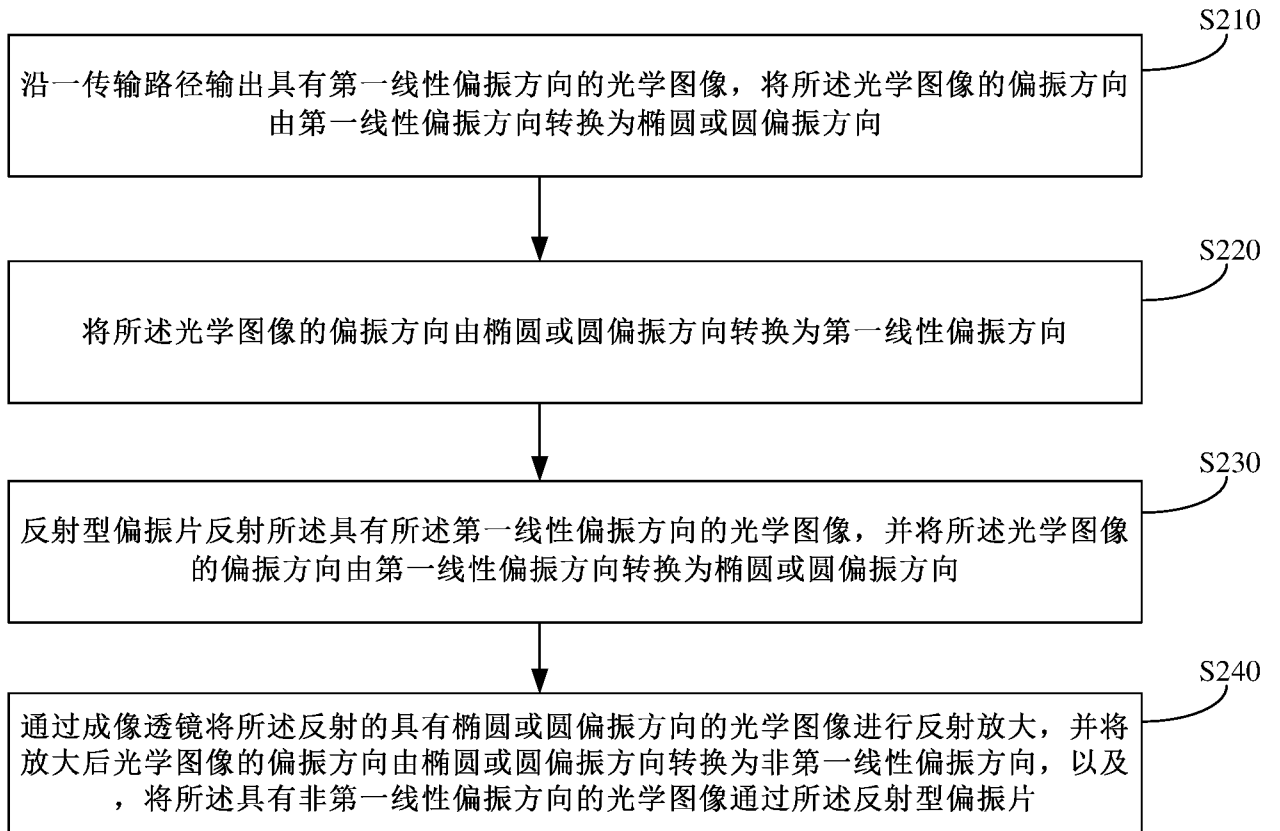 S210
沿一传输路径输出具有第一线性偏振方向的光学图像，将所述光学图像的偏振方向
由第一线性偏振方向转换为椭圆或圆偏振方向
S220
将所述光学图像的偏振方向由椭圆或圆偏振方向转换为第一线性偏振方向
S230
反射型偏振片反射所述具有所述第一线性偏振方向的光学图像，并将所述光学图像
的偏振方向由第一线性偏振方向转换为椭圆或圆偏振方向
S240
通过成像透镜将所述反射的具有椭圆或圆偏振方向的光学图像进行反射放大，并将
放大后光学图像的偏振方向由椭圆或圆偏振方向转换为非第一线性偏振方向，以及
，将所述具有非第一线性偏振方向的光学图像通过所述反射型偏振片